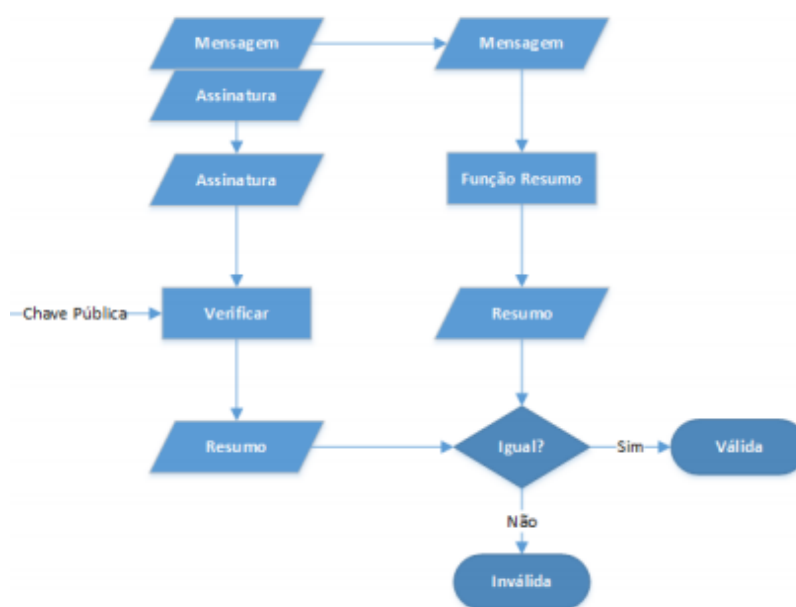 Mensagem
Mensagem
Assinatura
Assinatura
Função Resumo
Chave Pública
Verificar
Resumo
Resumo
Igual?
Sim
Válida
Não
Inválida